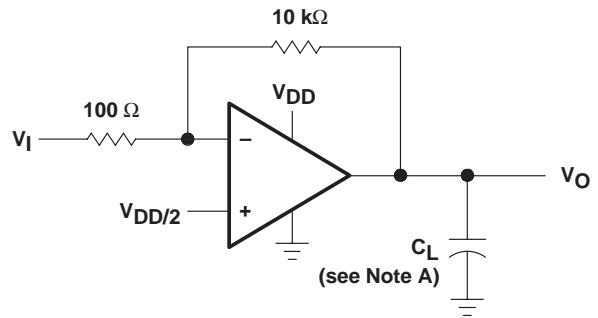 10 kΩ
100 Ω
VDD
VI
−
VDD/2
+
VO
CL
(see Note A)